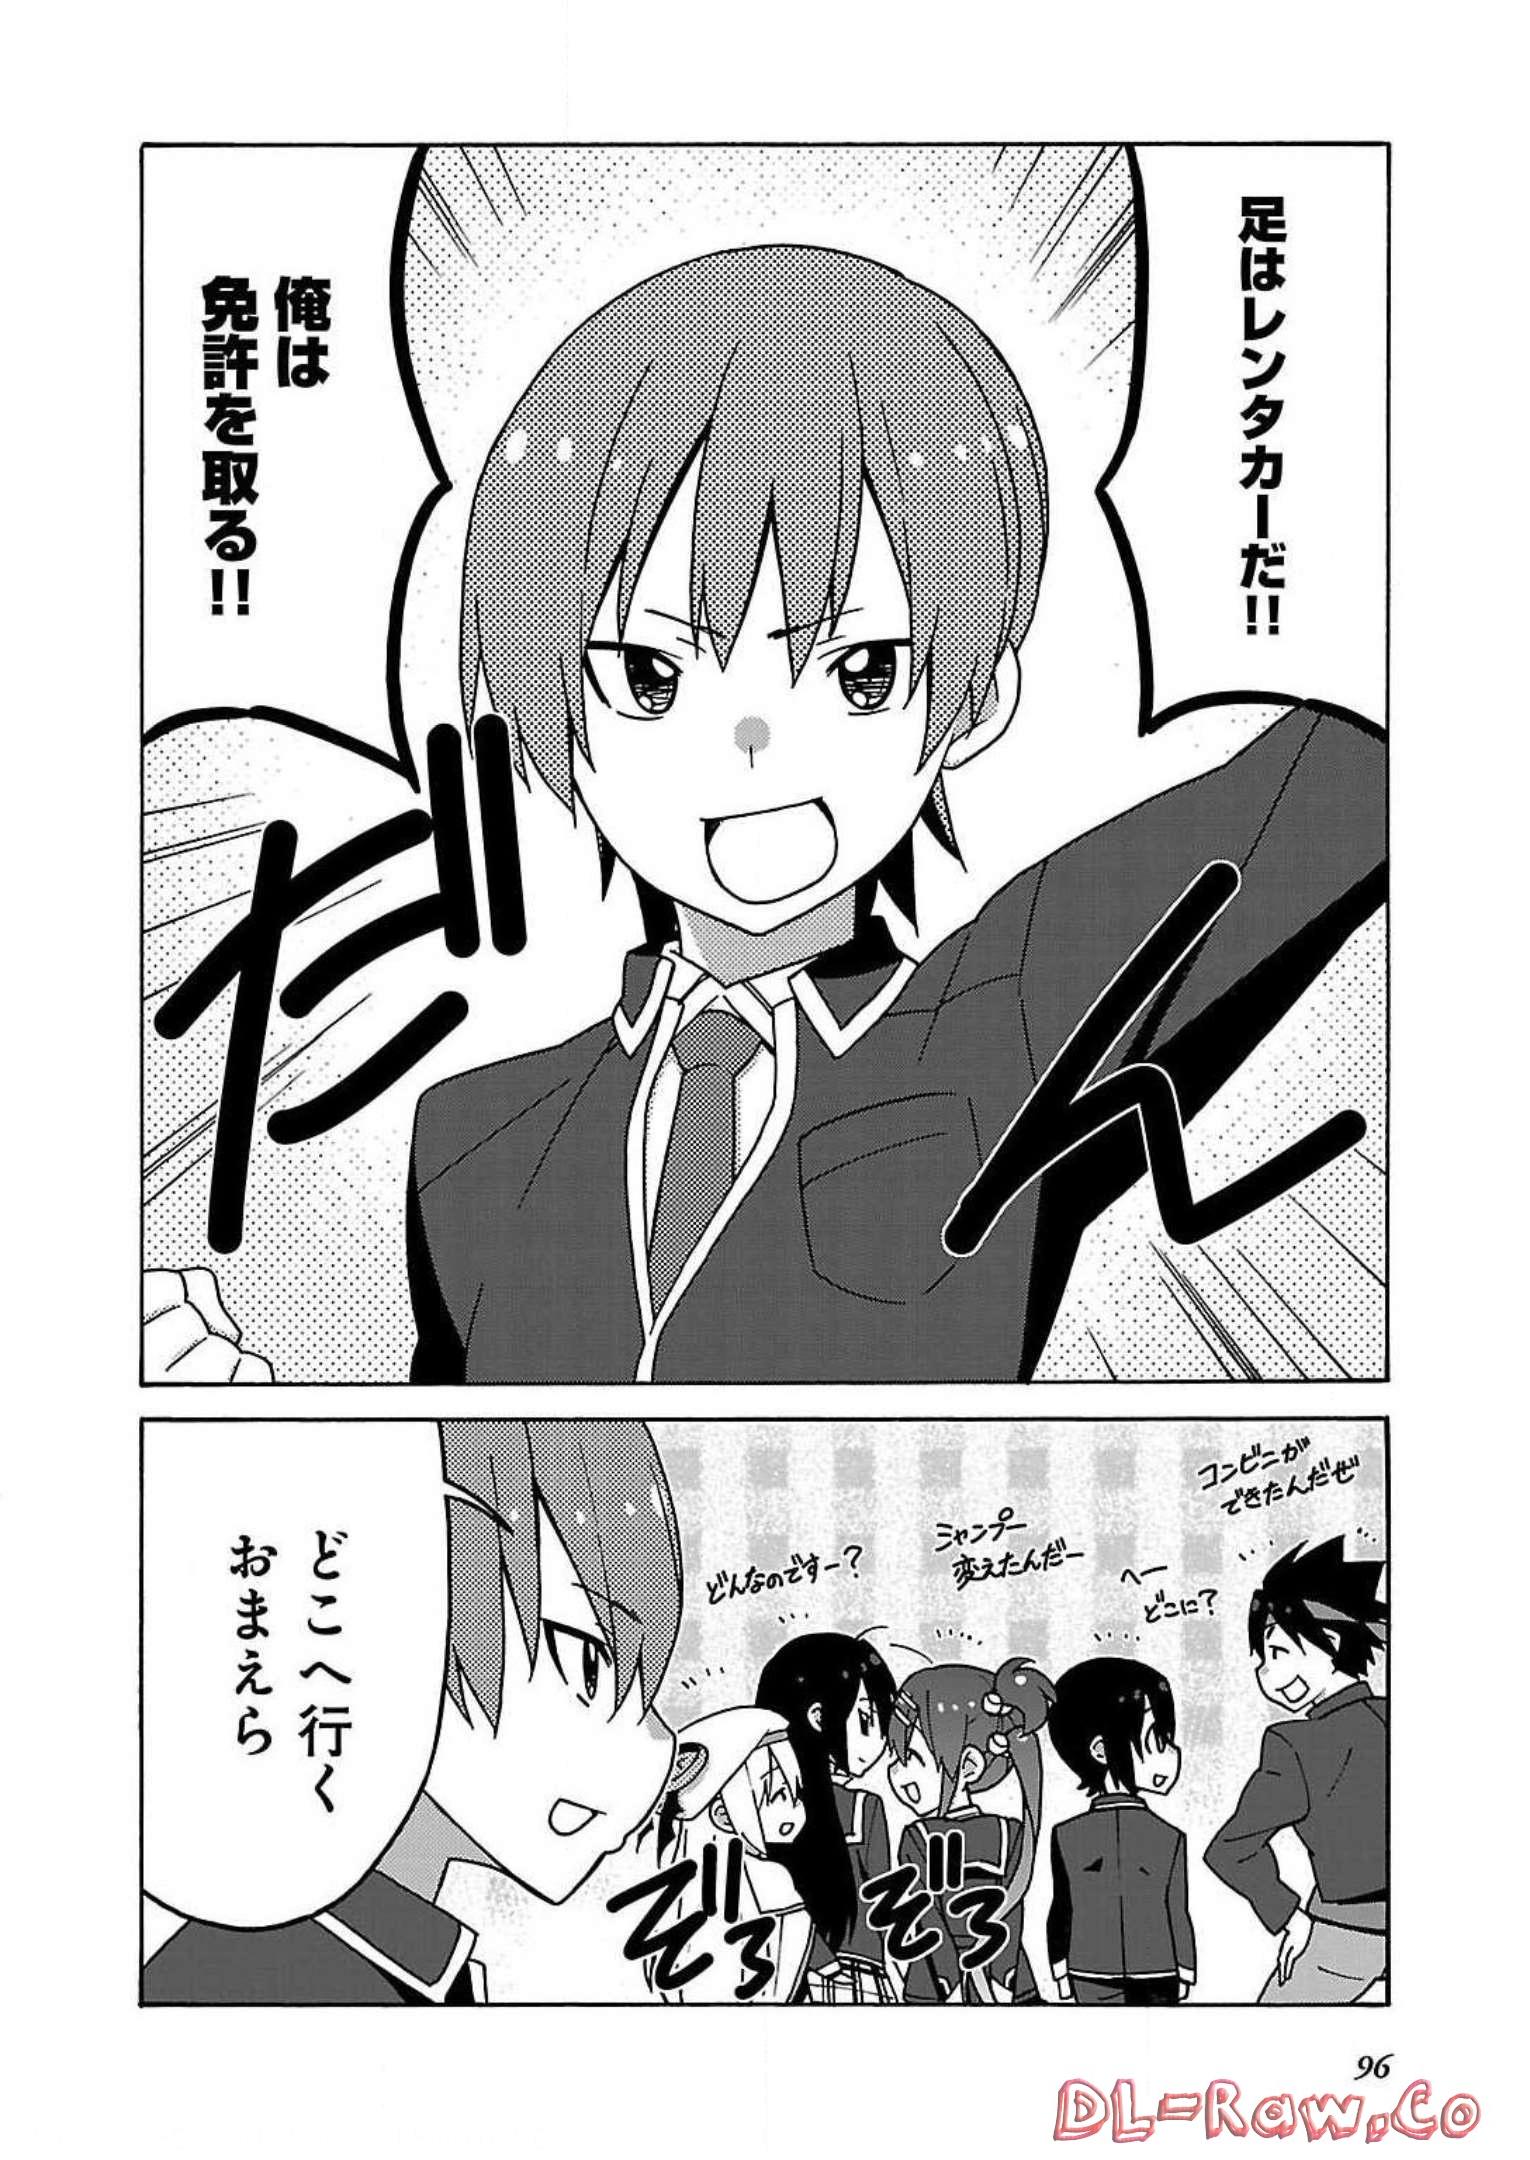 足はレンタカーだ!!
俺は
免許を取る!!
だんっ
コンビニが
できたんだぜ
へー
どこに?
シャンプー
変えたんだー
どんなのですー?
ぞろ
ぞろ
どこへ行く
おまえら
96
DL-Raw.Co